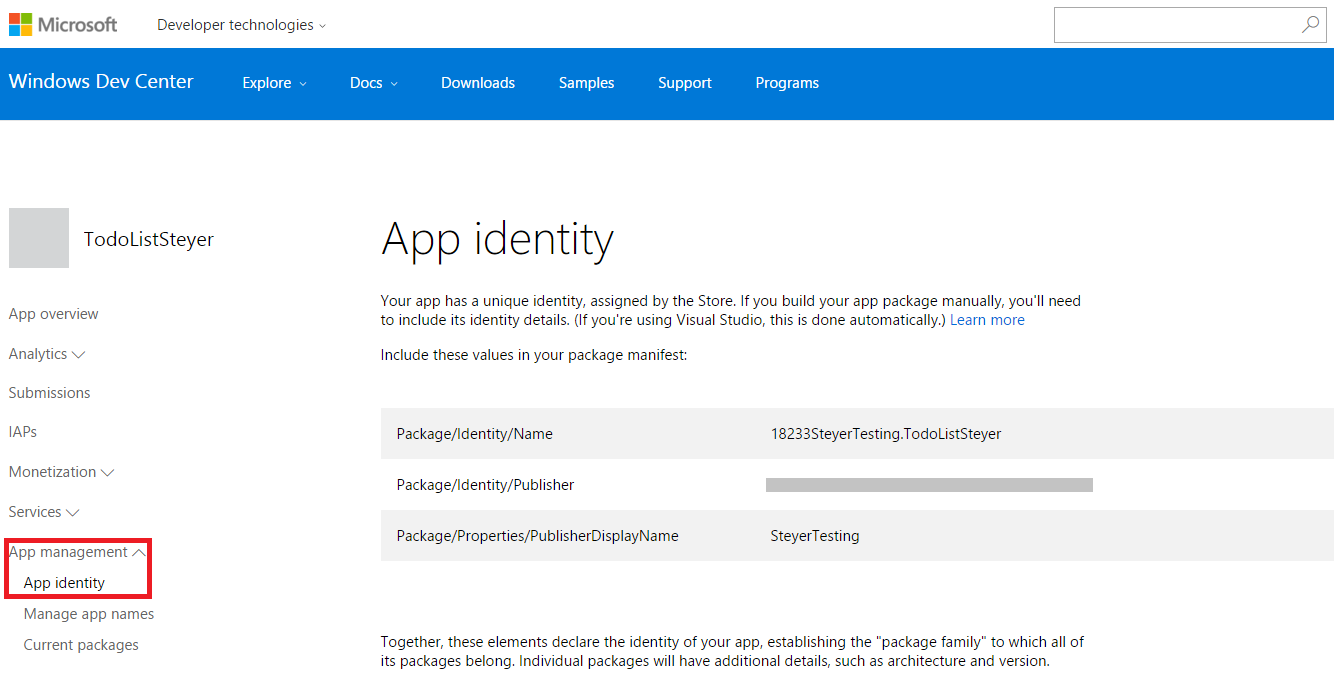 Microsoft Developer technologies
Windows Dev Center Explore Docs Downloads Samples Support Programs
TodoListSteyer
App overview
Analytics
Submissions
IAPs
Monetization
Services
App management
App identity
Manage app names
Current packages
App identity
Your app has a unique identity, assigned by the Store. If you build your app package manually, you'll need
to include its identity details. (If you're using Visual Studio, this is done automatically.) Learn more
Include these values in your package manifest:
Package/Identity/Name 18233SteyerTesting.TodoListSteyer
Package/Identity/Publisher
Package/Properties/PublisherDisplayName SteyerTesting
Together, these elements declare the identity of your app, establishing the "package family" to which all of
its packages belong. Individual packages will have additional details, such as architecture and version.